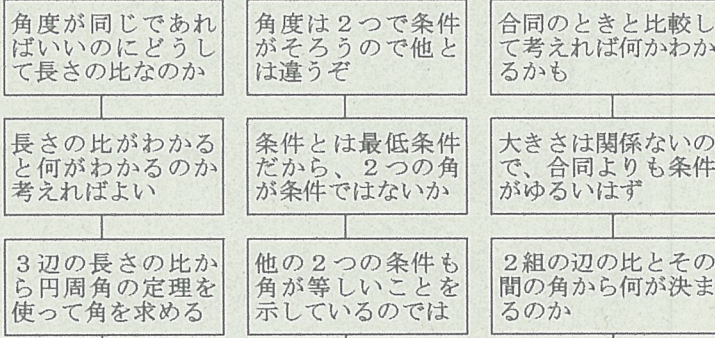 角度が同じであれ
ばいいのにどうし
て長さの比なのか
長さの比がわかる
と何がわかるのか
考えればよい
３辺の長さの比か
ら円周角の定理を
使って角を求める
角度は２つで条件
がそろうので他と
は違うぞ
条件とは最低条件
だから、２つの角
が条件ではないか
他の２つの条件も
角が等しいことを
示しているのでは
合同のときと比較し
て考えれば何かわか
るかも
大きさは関係ないの
で、合同よりも条件
がゆるいはず
２組の辺の比とその
間の角から何が決ま
るのか